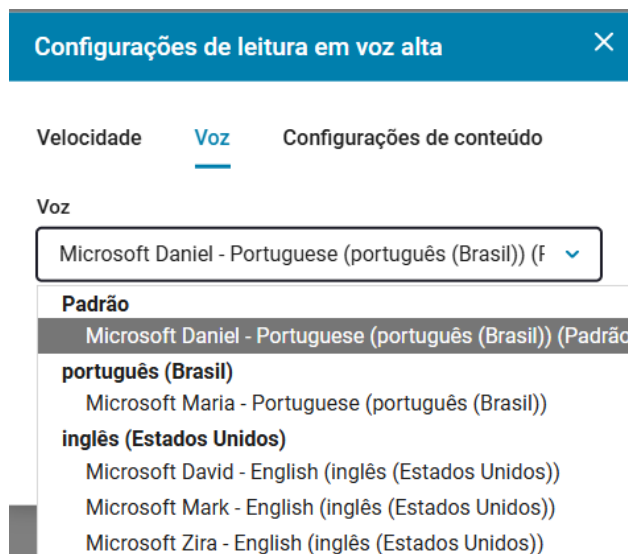 Configurações de leitura em voz alta
Velocidade Voz Configurações de conteúdo
Voz
Microsoft Daniel - Portuguese (português (Brasil)) (F
Padrão
Microsoft Daniel - Portuguese (português (Brasil)) (Padrão
português (Brasil)
Microsoft Maria - Portuguese (português (Brasil))
inglês (Estados Unidos)
Microsoft David - English (inglês (Estados Unidos))
Microsoft Mark - English (inglês (Estados Unidos))
Microsoft Zira - English (inglês (Estados Unidos))